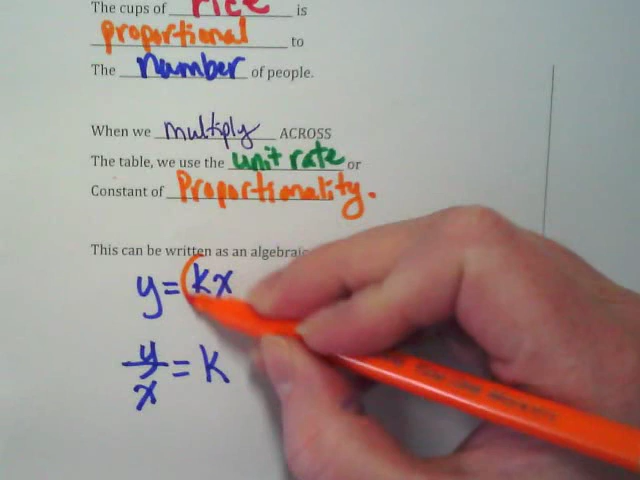 The cups of rice is
proportional to
The number of people.
When we multiply ACROSS
The table, we use the unit rate or
Constant of Proportionality.
This can be written as an algebraic
y = kx
y/x = k